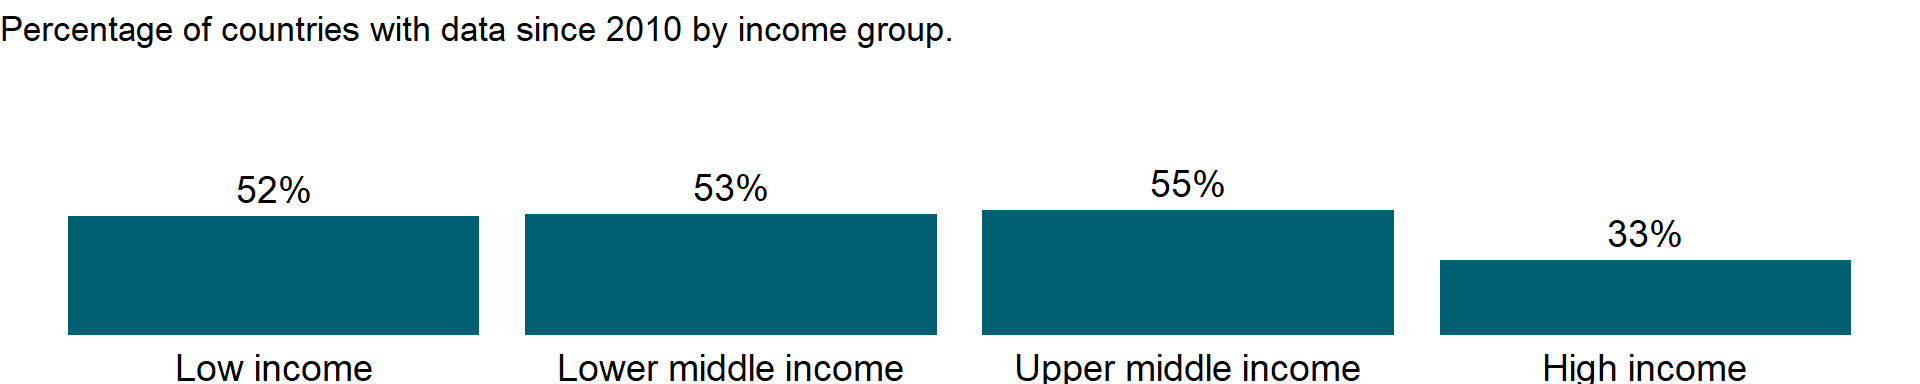 Percentage of countries with data since 2010 by income group.
52%
53%
55%
33%
Low income
Lower middle income
Upper middle income
High income